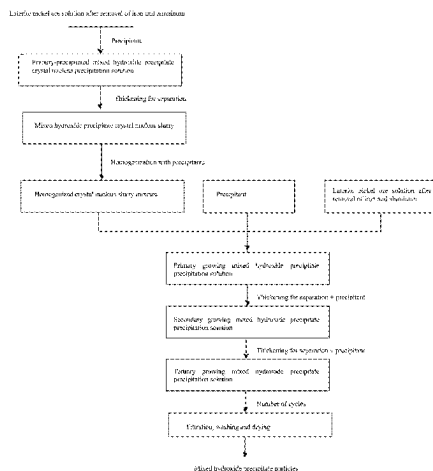 Laterite nickel ore solution after removal of iron and aluminum
Precipitant
Primary-precipitated mixed hydroxide precipitate
crystal nucleus precipitation solution
Thickening for separation
Mixed hydroxide precipitate crystal nucleus slurry
Homogenization with precipitant
Homogenized crystal nucleus slurry mixture
Precipitant
Laterite nickel ore solution after
removal of iron and aluminum
Primary growing mixed hydroxide precipitate
precipitation solution
Thickening for separation + precipitant
Secondary growing mixed hydroxide precipitate
precipitation solution
Thickening for separation + precipitant
Tertiary growing mixed hydroxide precipitate
precipitation solution
Number of cycles
Filtration, washing and drying
Mixed hydroxide precipitate particles